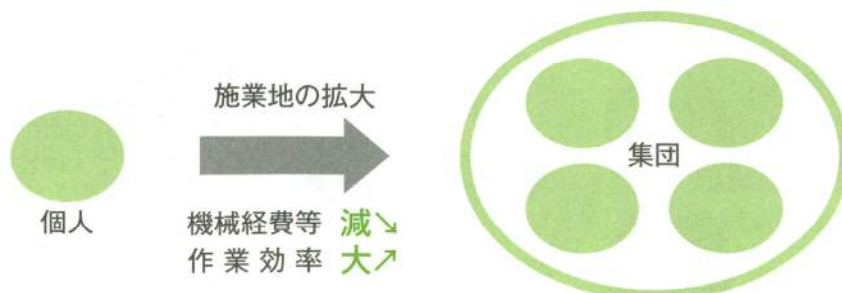 施業地の拡大
個人
機械経費等 減↘
作業効率 大↗
集団